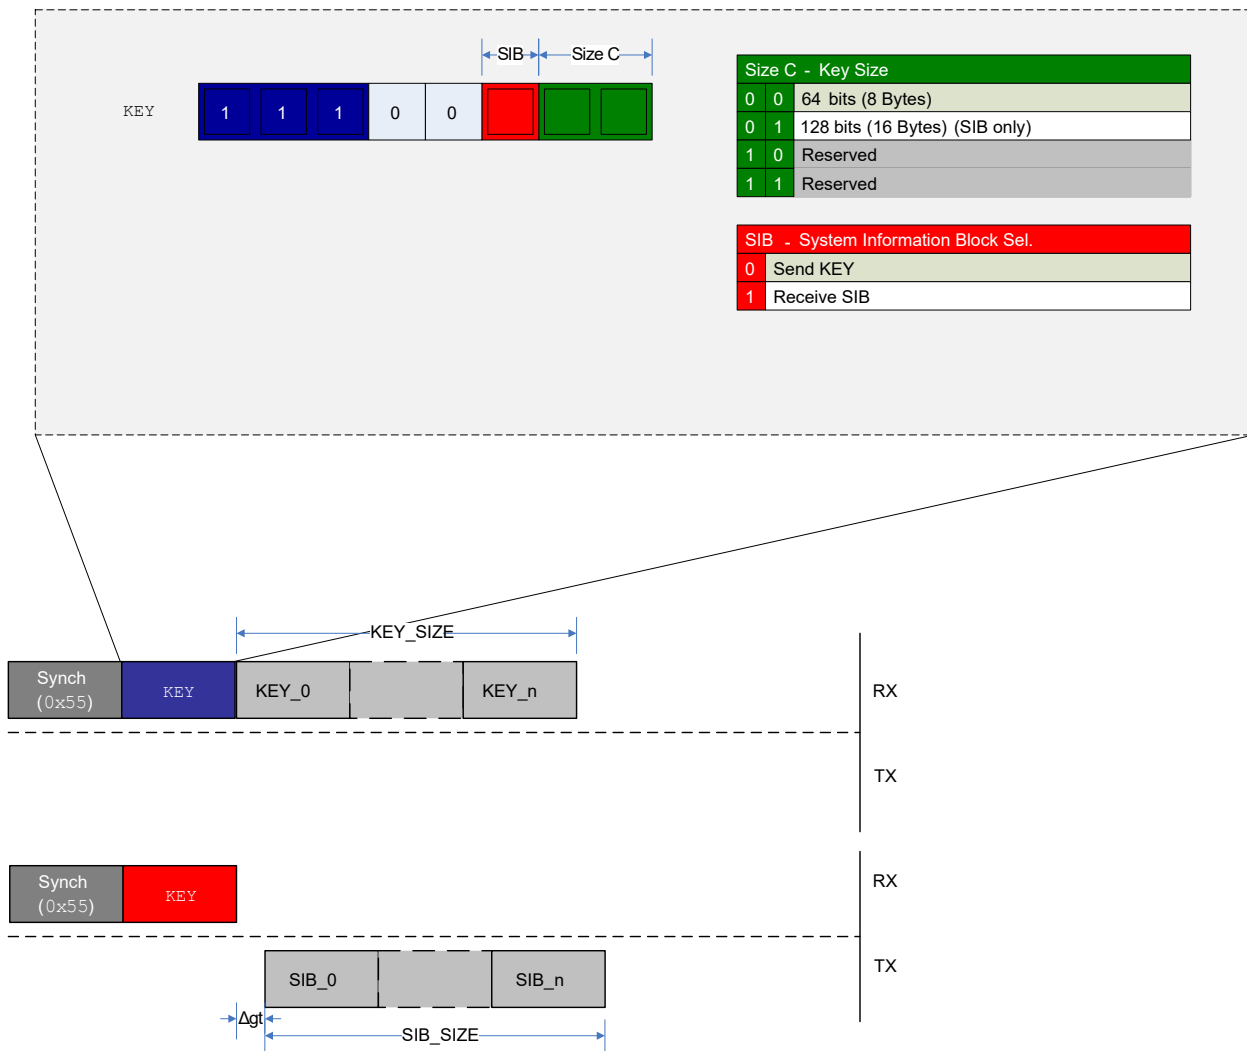 SIB
Size C
KEY
1 1 1 0 0
Size C - Key Size
0 0 64 bits (8 Bytes)
0 1 128 bits (16 Bytes) (SIB only)
1 0 Reserved
1 1 Reserved
SIB - System Information Block Sel.
0 Send KEY
1 Receive SIB
KEY_SIZE
Synch
(0x55)
KEY
KEY_0
KEY_n
RX
TX
Synch
(0x55)
KEY
RX
SIB_0
SIB_n
TX
Δgt
SIB_SIZE